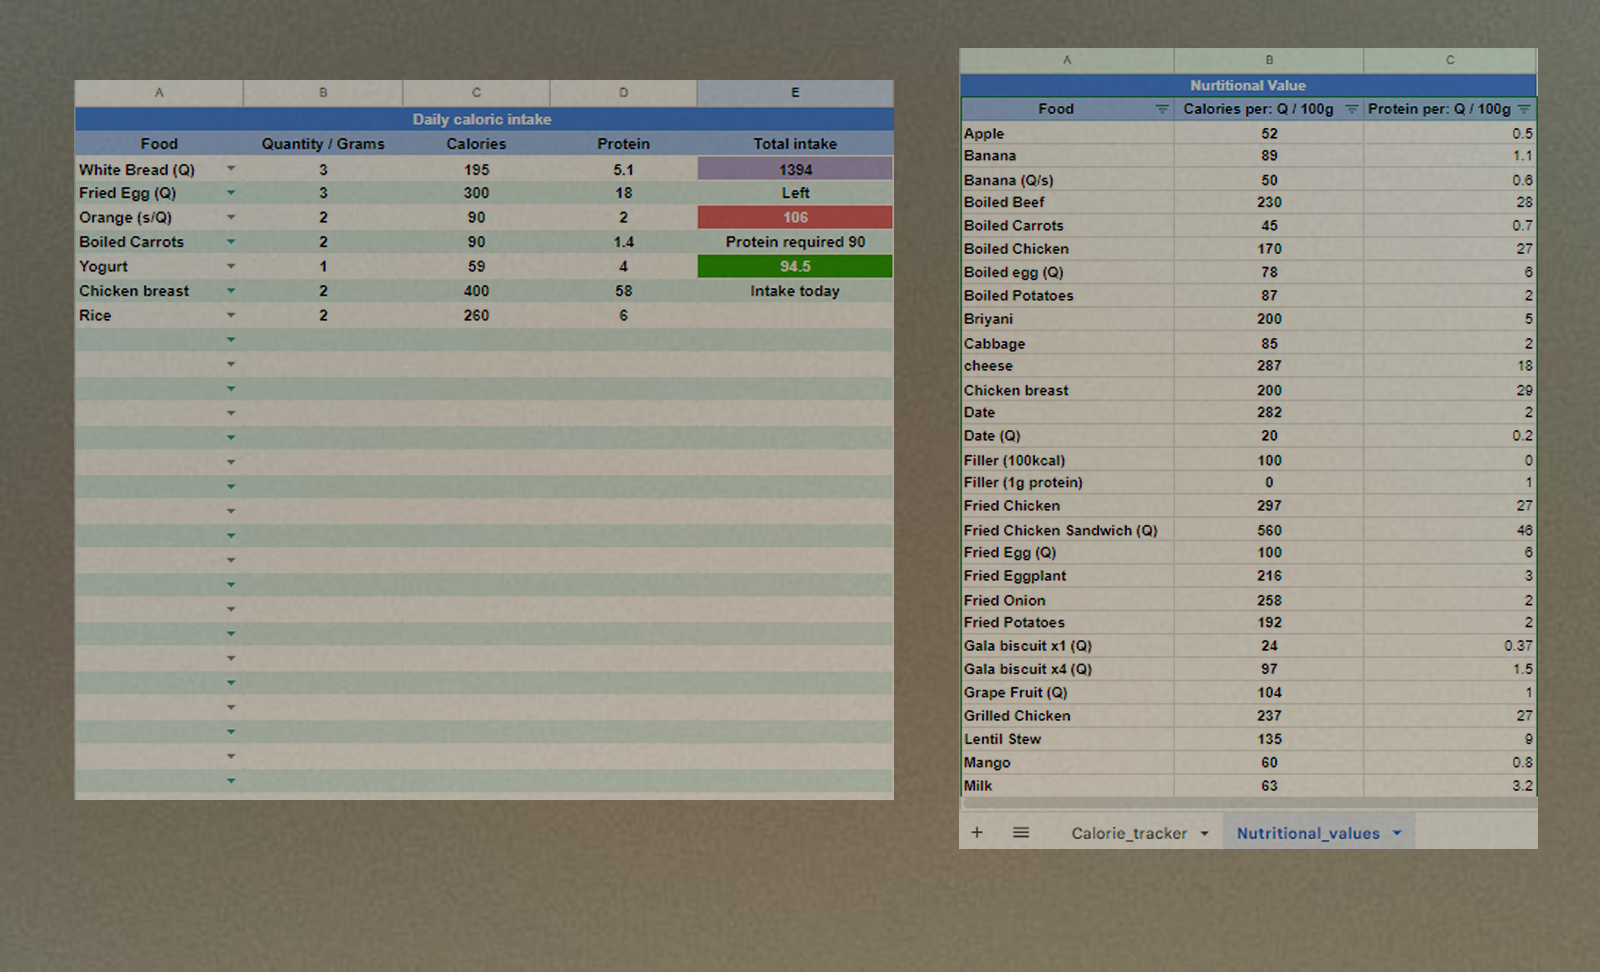 A B C D E
Daily caloric intake
Food Quantity / Grams Calories Protein Total intake
White Bread (Q) 3 195 5.1 1394
Fried Egg (Q) 3 300 18 Left
Orange (s/Q) 2 90 2 106
Boiled Carrots 2 90 1.4 Protein required 90
Yogurt 1 59 4 94.5
Chicken breast 2 400 58 Intake today
Rice 2 260 6
A B C
Nurtitional Value
Food Calories per: Q / 100g Protein per: Q / 100g
Apple 52 0.5
Banana 89 1.1
Banana (Q/s) 50 0.6
Boiled Beef 230 28
Boiled Carrots 45 0.7
Boiled Chicken 170 27
Boiled egg (Q) 78 6
Boiled Potatoes 87 2
Briyani 200 5
Cabbage 85 2
cheese 287 18
Chicken breast 200 29
Date 282 2
Date (Q) 20 0.2
Filler (100kcal) 100 0
Filler (1g protein) 0 1
Fried Chicken 297 27
Fried Chicken Sandwich (Q) 560 46
Fried Egg (Q) 100 6
Fried Eggplant 216 3
Fried Onion 258 2
Fried Potatoes 192 2
Gala biscuit x1 (Q) 24 0.37
Gala biscuit x4 (Q) 97 1.5
Grape Fruit (Q) 104 1
Grilled Chicken 237 27
Lentil Stew 135 9
Mango 60 0.8
Milk 63 3.2
Calorie_tracker Nutritional_values